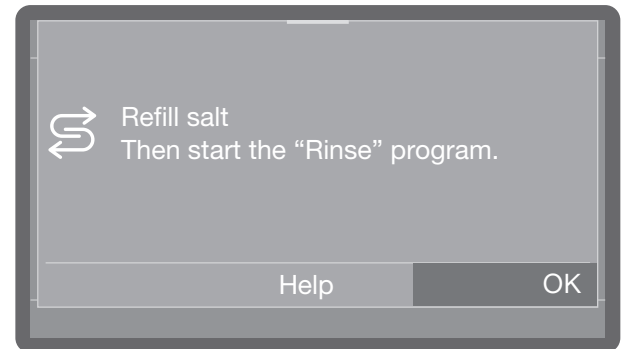 Refill salt
Then start the “Rinse” program.
Help
OK